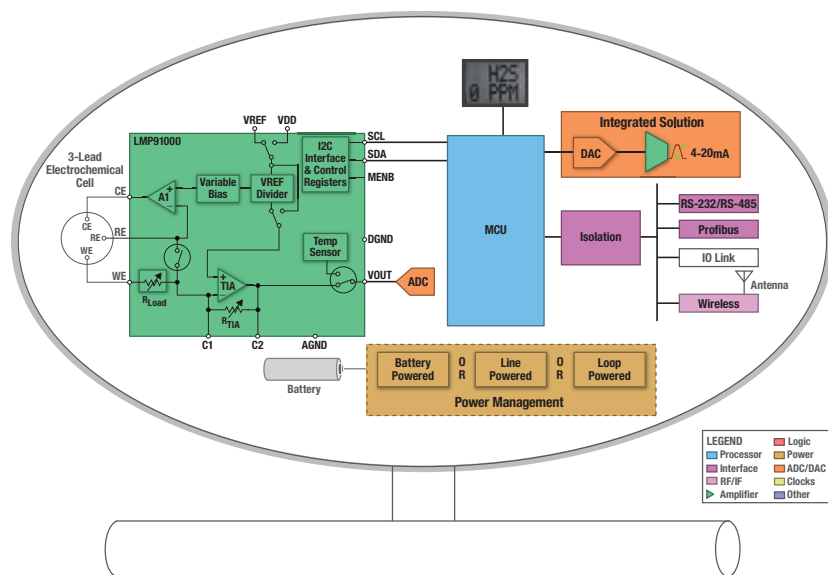 H2S
0 PPM
VREF
VDD
LMP91000
3-Lead
Electrochemical
Cell
CE
RE
WE
CE
RE
WE
A1
+
−
Variable
Bias
VREF
Divider
I2C
Interface
& Control
Registers
SCL
SDA
MENB
DGND
Temp
Sensor
VOUT
ADC
TIA
+
−
RLoad
RTIA
C1
C2
AGND
MCU
Integrated Solution
DAC
4-20mA
Isolation
RS-232/RS-485
Profibus
IO Link
Antenna
Wireless
Battery
Battery
Powered
O
R
Line
Powered
O
R
Loop
Powered
Power Management
LEGEND
Processor
Interface
RF/IF
Amplifier
Logic
Power
ADC/DAC
Clocks
Other